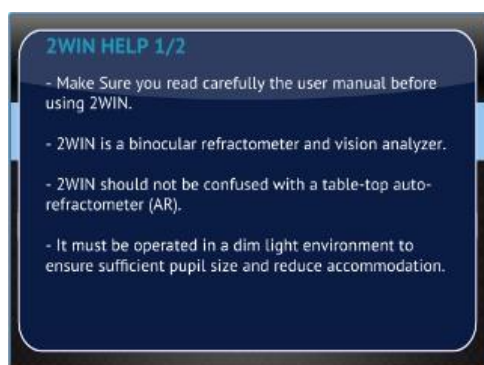 2WIN HELP 1/2
- Make Sure you read carefully the user manual before
using 2WIN.
- 2WIN is a binocular refractometer and vision analyzer.
- 2WIN should not be confused with a table-top auto-
refractometer (AR).
- It must be operated in a dim light environment to
ensure sufficient pupil size and reduce accommodation.